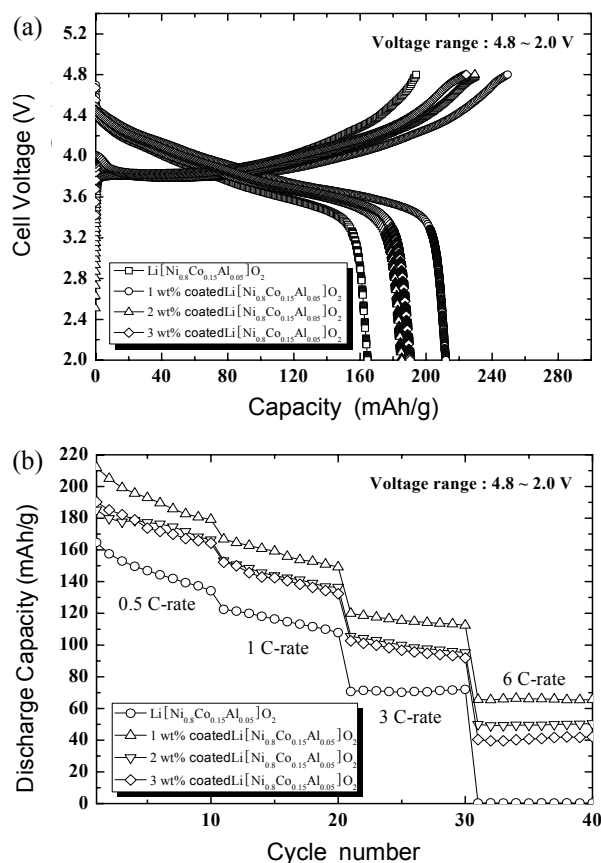 (a)
Voltage range : 4.8 ~ 2.0 V
5.2
4.8
4.4
4.0
3.6
3.2
2.8
2.4
2.0
Cell Voltage (V)
Li[Ni0.8Co0.15Al0.05]O2
1 wt% coatedLi[Ni0.8Co0.15Al0.05]O2
2 wt% coatedLi[Ni0.8Co0.15Al0.05]O2
3 wt% coatedLi[Ni0.8Co0.15Al0.05]O2
0 40 80 120 160 200 240 280
Capacity (mAh/g)
(b)
Voltage range : 4.8 ~ 2.0 V
220
200
180
160
140
120
100
80
60
40
20
0
Discharge Capacity (mAh/g)
0.5 C-rate
1 C-rate
3 C-rate
6 C-rate
Li[Ni0.8Co0.15Al0.05]O2
1 wt% coatedLi[Ni0.8Co0.15Al0.05]O2
2 wt% coatedLi[Ni0.8Co0.15Al0.05]O2
3 wt% coatedLi[Ni0.8Co0.15Al0.05]O2
10 20 30 40
Cycle number